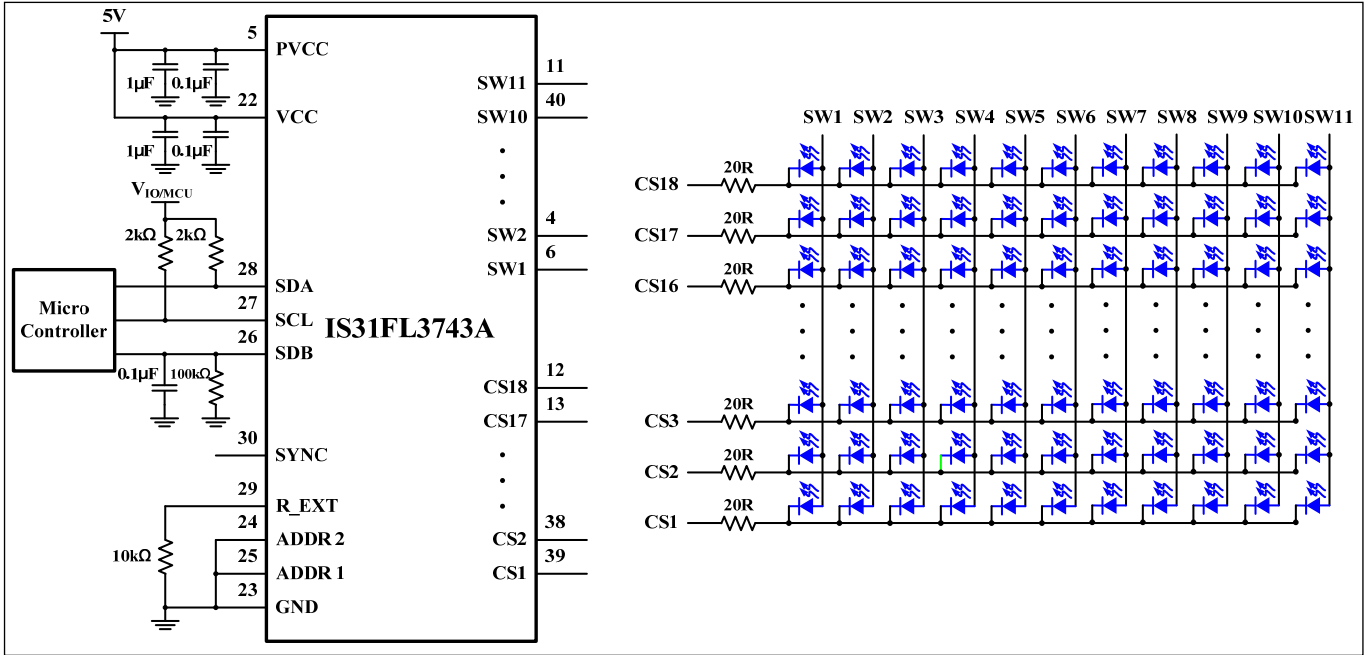 5V
5
PVCC
1µF
0.1µF
22
VCC
1µF
0.1µF
VIO/MCU
2kΩ
2kΩ
28
SDA
27
SCL
26
SDB
Micro
Controller
0.1µF
100kΩ
30
SYNC
29
R_EXT
24
ADDR 2
25
ADDR 1
10kΩ
23
GND
IS31FL3743A
11
SW11
40
SW10
4
SW2
6
SW1
12
CS18
13
CS17
38
CS2
39
CS1
SW1 SW2 SW3 SW4 SW5 SW6 SW7 SW8 SW9 SW10 SW11
20R
CS18
20R
CS17
20R
CS16
20R
CS3
20R
CS2
20R
CS1